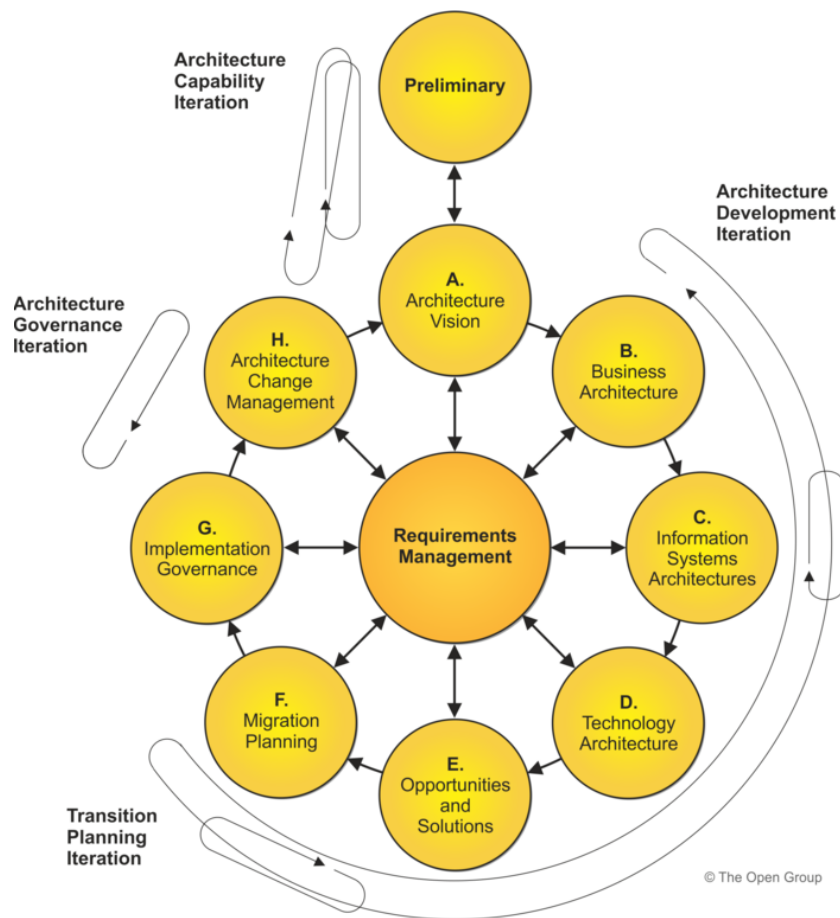 Architecture
Capability
Iteration
Preliminary
Architecture
Development
Iteration
A.
Architecture
Vision
Architecture
Governance
Iteration
H.
Architecture
Change
Management
B.
Business
Architecture
G.
Implementation
Governance
Requirements
Management
C.
Information
Systems
Architectures
F.
Migration
Planning
D.
Technology
Architecture
E.
Opportunities
and
Solutions
Transition
Planning
Iteration
© The Open Group